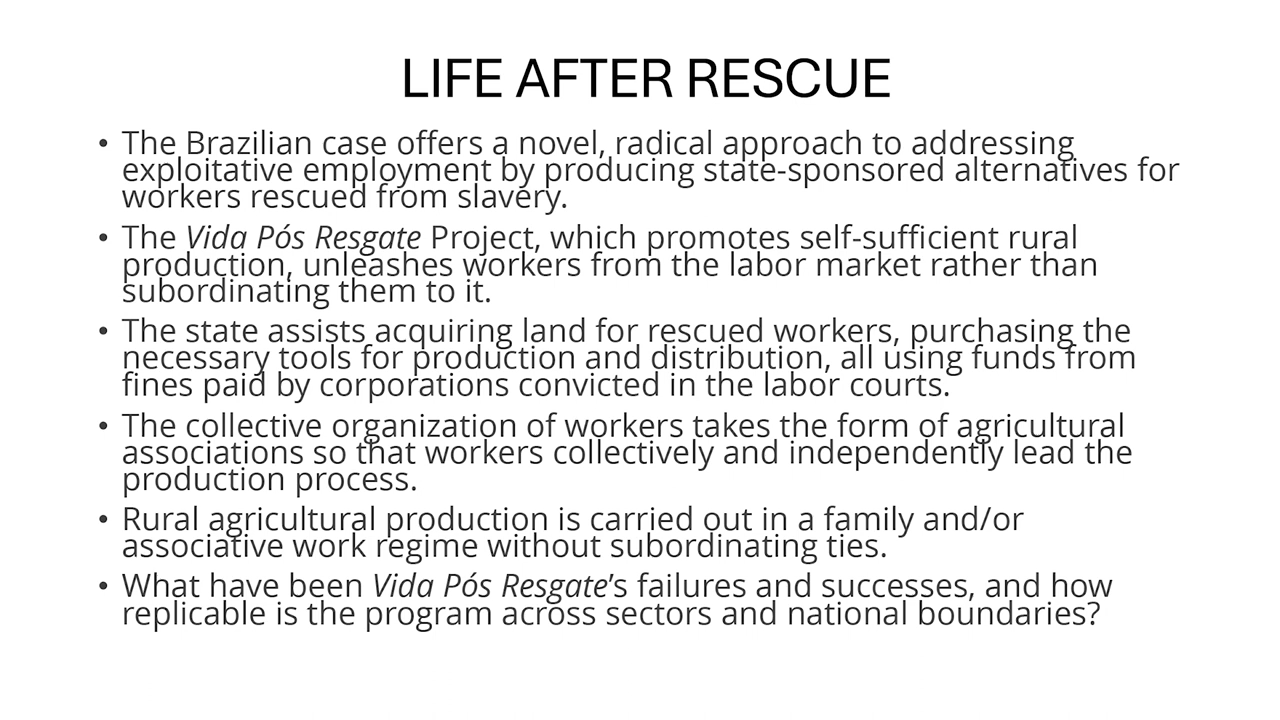 LIFE AFTER RESCUE
• The Brazilian case offers a novel, radical approach to addressing
exploitative employment by producing state-sponsored alternatives for
workers rescued from slavery.
• The Vida Pós Resgate Project, which promotes self-sufficient rural
production, unleashes workers from the labor market rather than
subordinating them to it.
• The state assists acquiring land for rescued workers, purchasing the
necessary tools for production and distribution, all using funds from
fines paid by corporations convicted in the labor courts.
• The collective organization of workers takes the form of agricultural
associations so that workers collectively and independently lead the
production process.
• Rural agricultural production is carried out in a family and/or
associative work regime without subordinating ties.
• What have been Vida Pós Resgate's failures and successes, and how
replicable is the program across sectors and national boundaries?